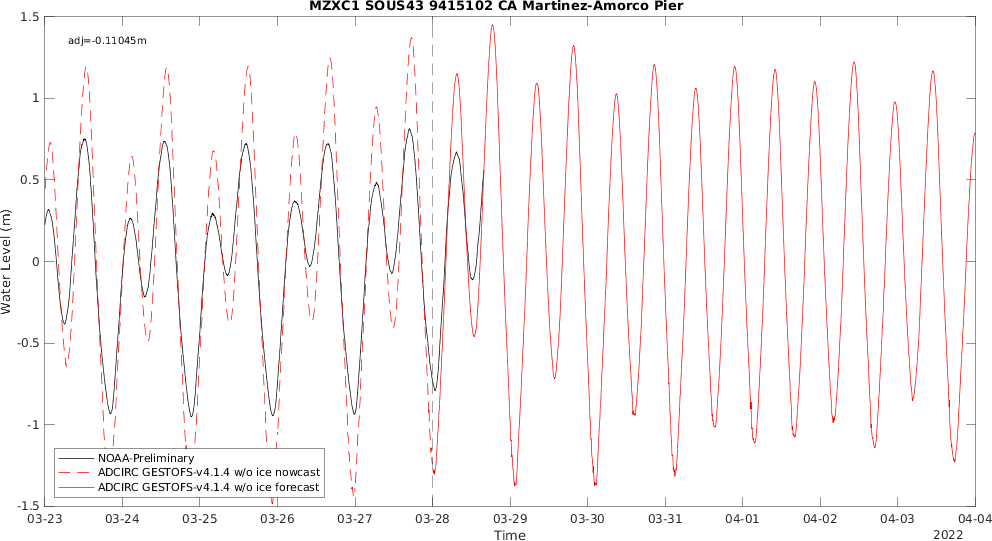 MZXC1 SOUS43 9415102 CA Martinez-Amorco Pier
1.5
adj=-0.11045m
1
0.5
0
-0.5
-1
-1.5
Water Level (m)
NOAA-Preliminary
ADCIRC GESTOFS-v4.1.4 w/o ice nowcast
ADCIRC GESTOFS-v4.1.4 w/o ice forecast
03-23 03-24 03-25 03-26 03-27 03-28 03-29 03-30 03-31 04-01 04-02 04-03 04-04
Time
2022